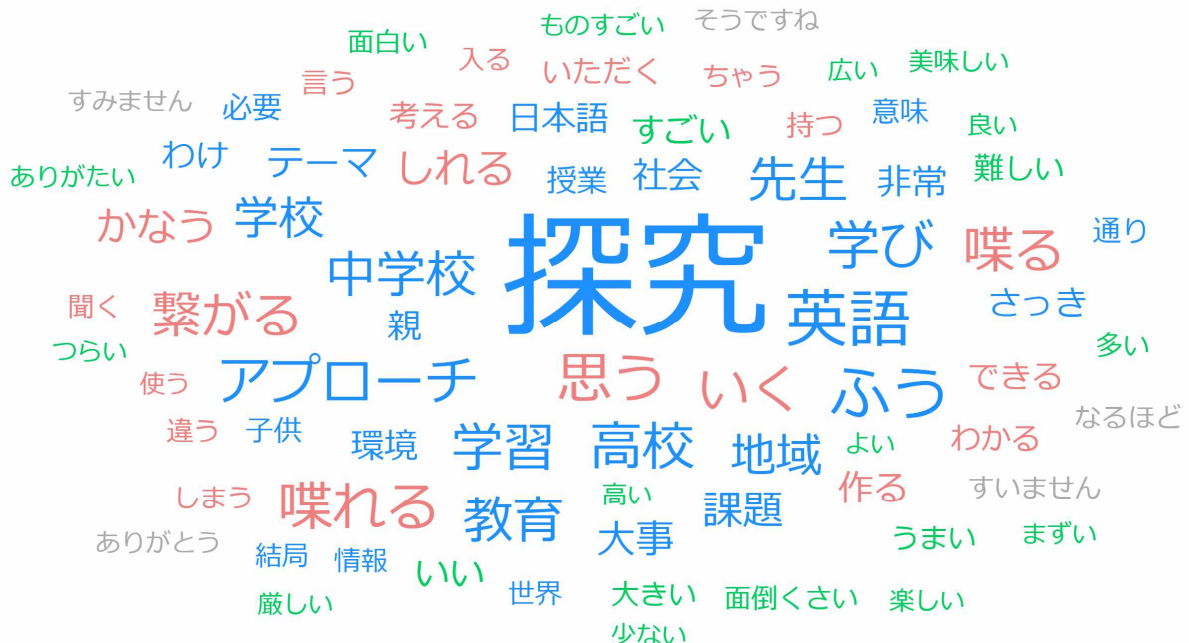 ものすごい そうですね
面白い 入る いただく ちゃう 広い 美味しい
言う
すみません 必要 考える 日本語 すごい 持つ 意味 良い
ありがたい わけ テーマ しれる 授業 社会 先生 非常 難しい
かなう 学校 探究 学び 喋る 通り
中学校
聞く 繋がる 親 英語 さっき
つらい 多い
使う アプローチ 思う いく ふう できる
違う 子供 環境 学習 高校 地域 よい わかる なるほど
しまう 喋れる 教育 高い 課題 作る すいません
ありがとう 大事 うまい まずい
結局 情報 いい
厳しい 世界 大きい 面倒くさい 楽しい
少ない